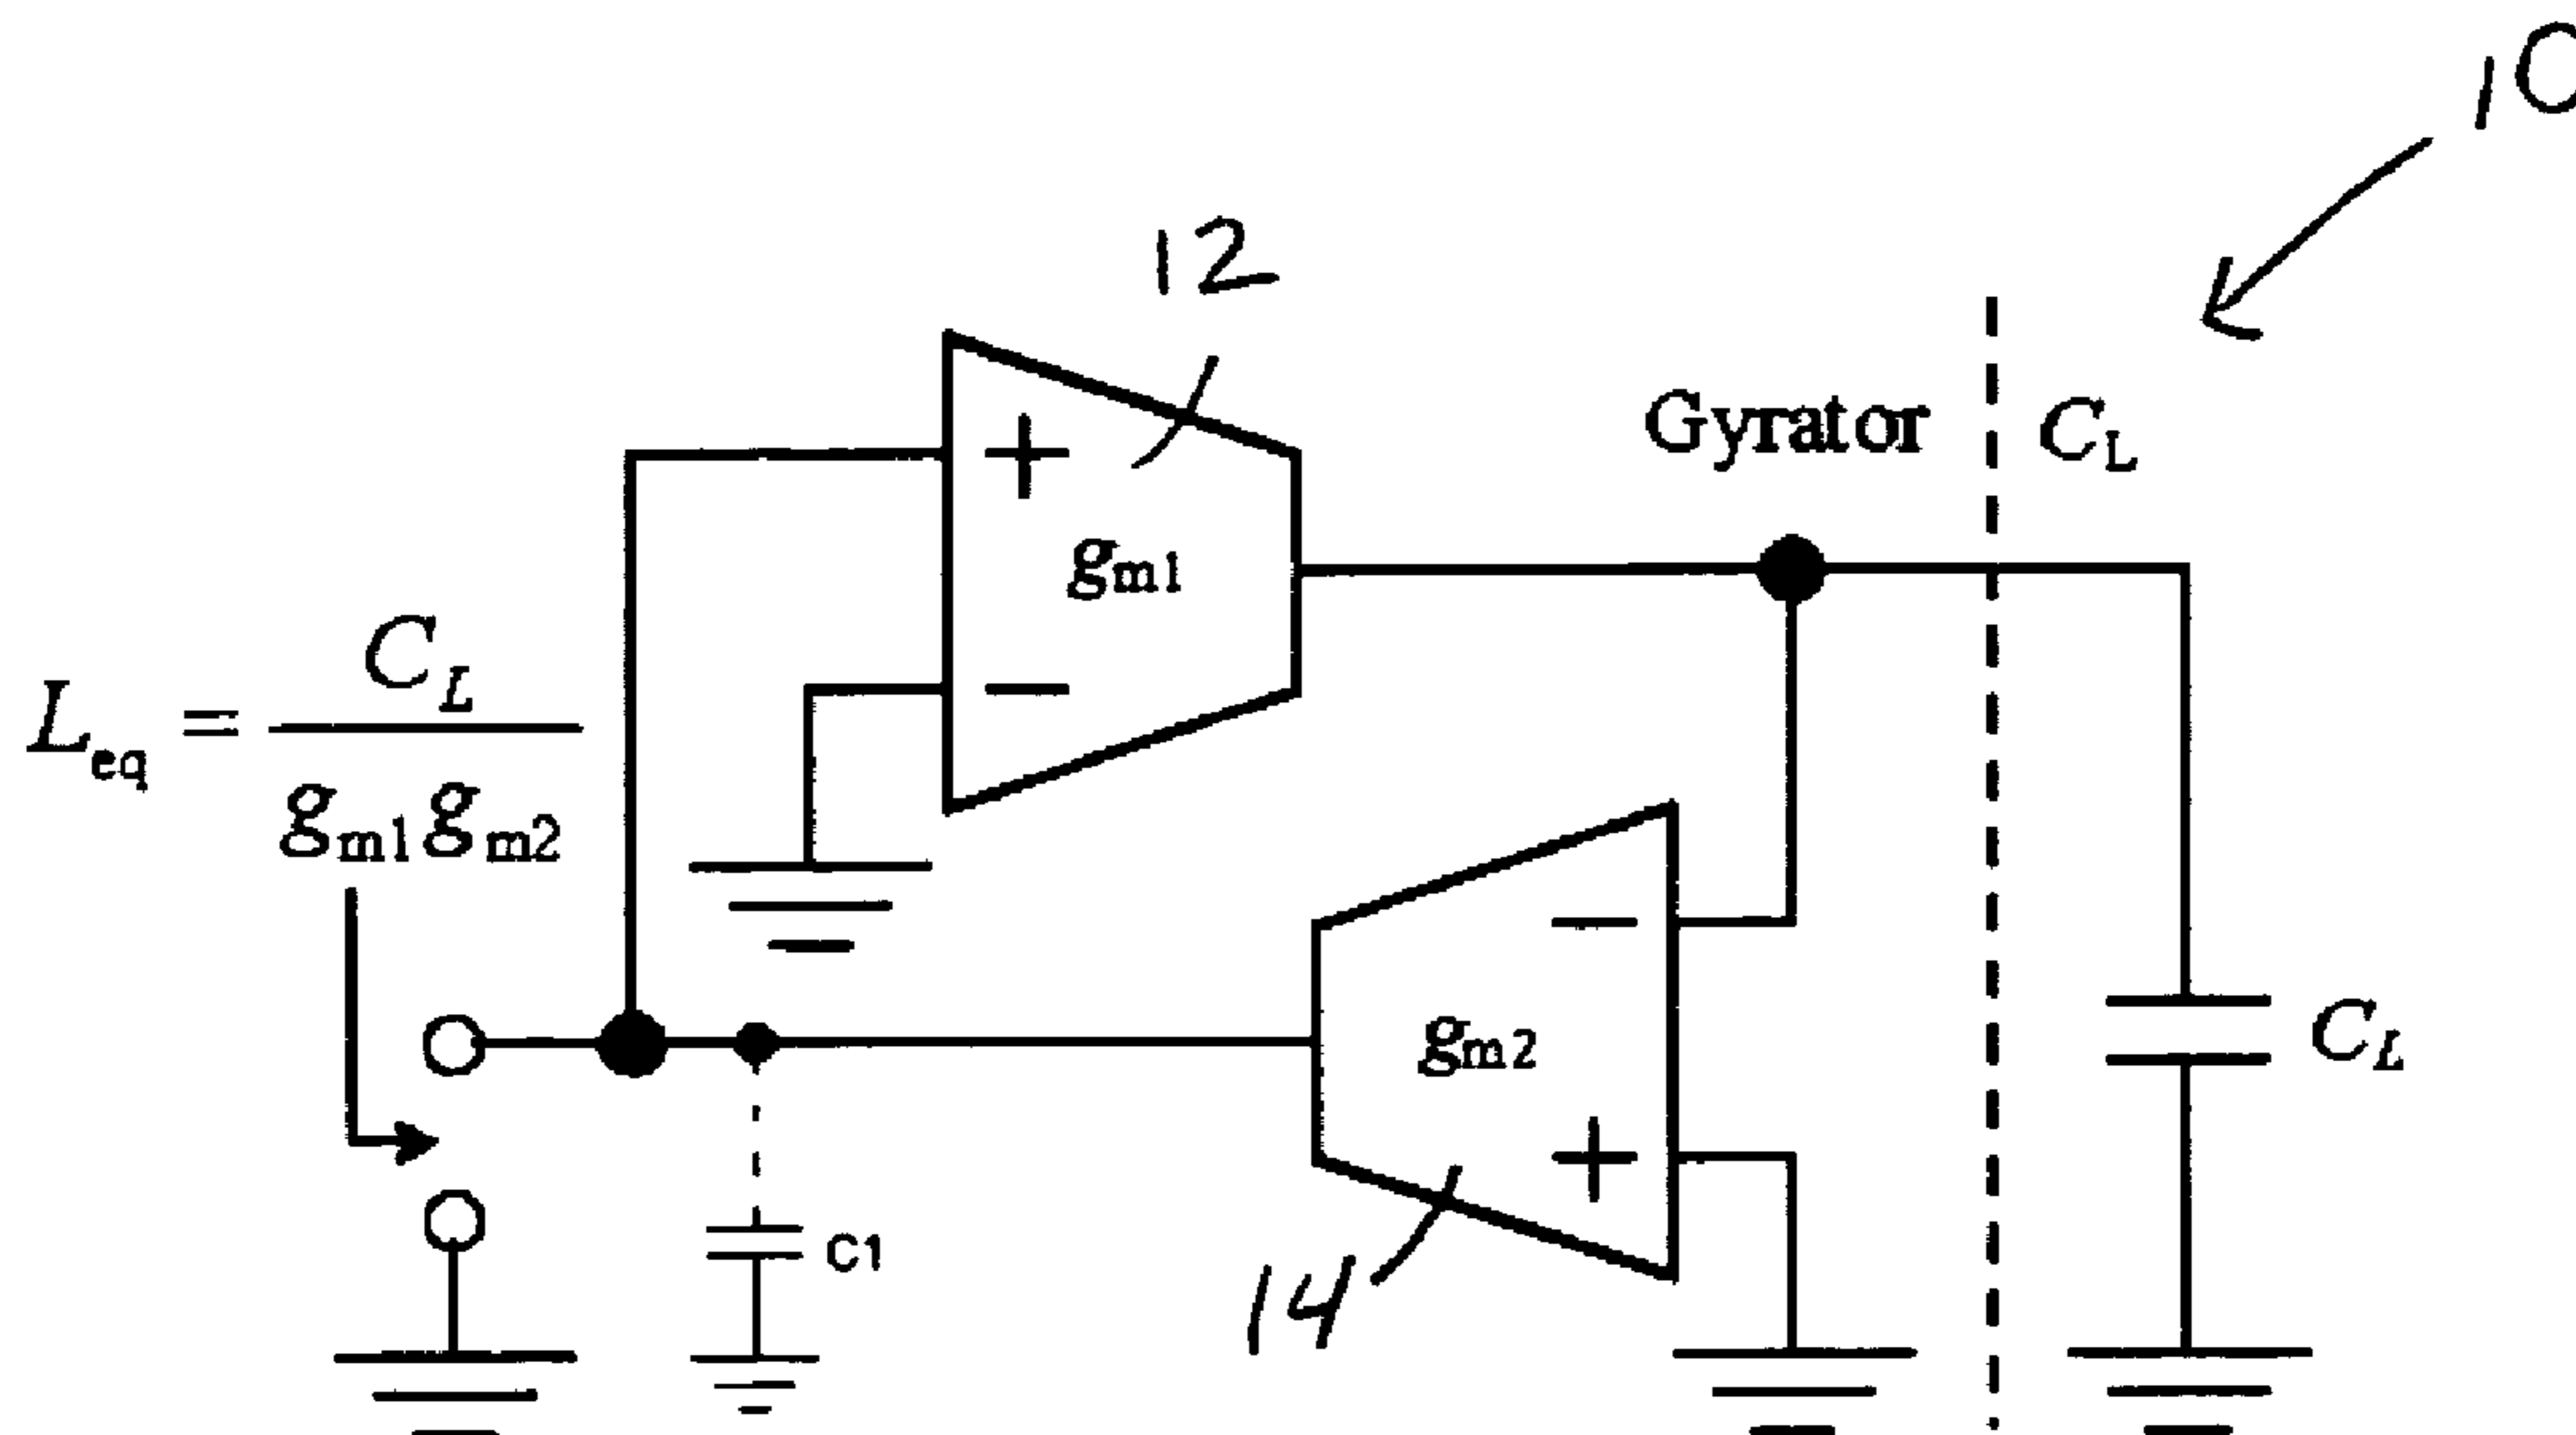 10
12
Gyrator C_L
+
g_m1
−
L_eq = C_L / g_m1 g_m2
−
g_m2
+
C_L
C1
14